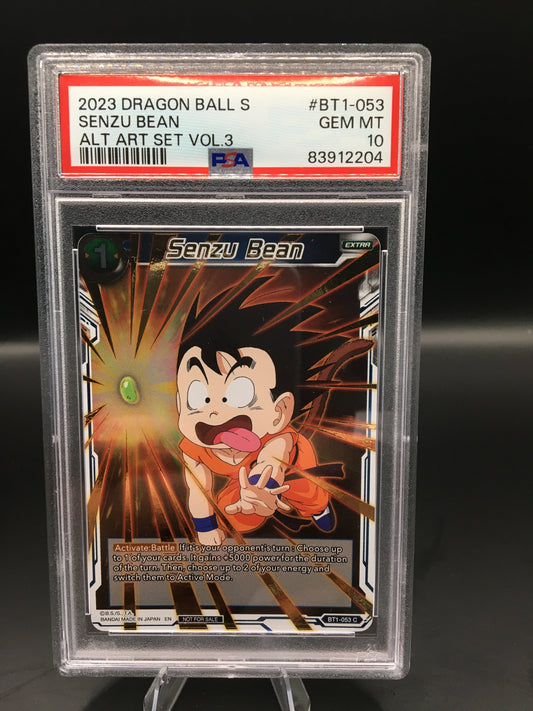 2023 DRAGON BALL S #BT1-053
SENZU BEAN GEM MT
ALT ART SET VOL.3 10
PSA 83912204
1 Senzu Bean EXTRA
Activate:Battle If it's your opponent's turn : Choose up
to 1 of your cards. It gains +5000 power for the duration
of the turn. Then, choose up to 2 of your energy and
switch them to Active Mode.
©B.S./S., T.A.
BANDAI MADE IN JAPAN EN NOT FOR SALE BT1-053 C